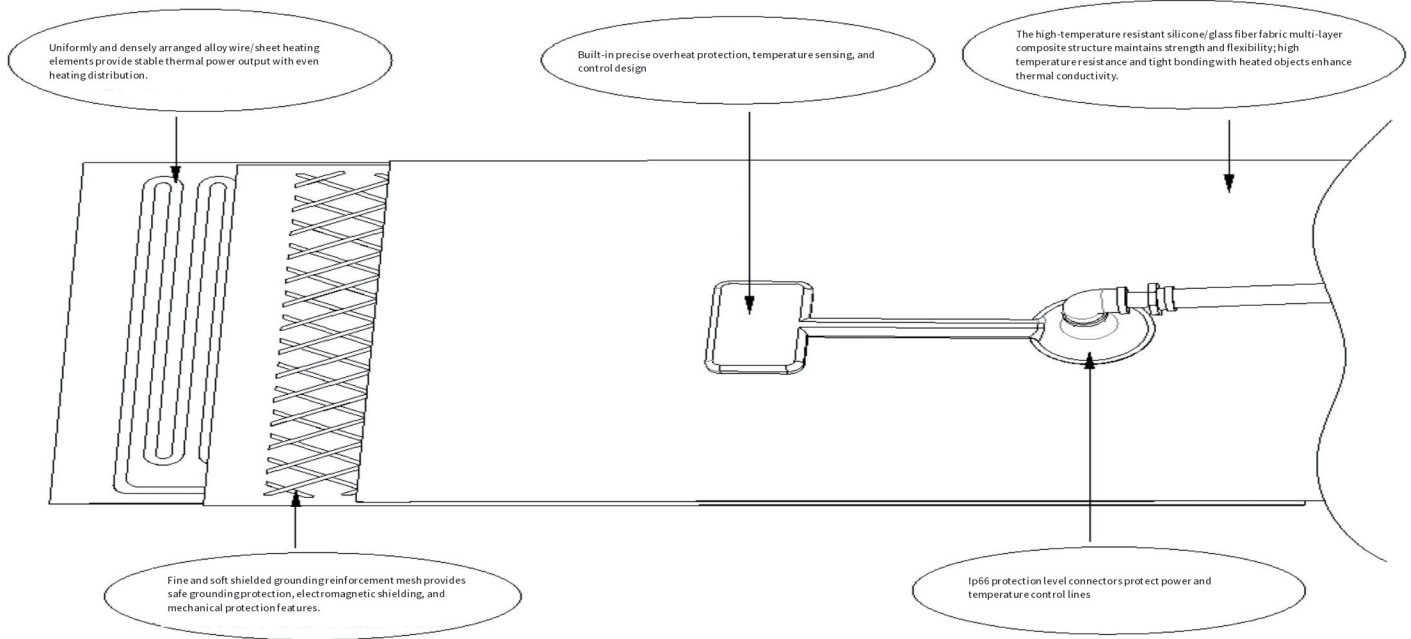 Uniformly and densely arranged alloy wire/sheet heating
elements provide stable thermal power output with even
heating distribution.
Built-in precise overheat protection, temperature sensing, and
control design
The high-temperature resistant silicone/glass fiber fabric multi-layer
composite structure maintains strength and flexibility; high
temperature resistance and tight bonding with heated objects enhance
thermal conductivity.
Fine and soft shielded grounding reinforcement mesh provides
safe grounding protection, electromagnetic shielding, and
mechanical protection features.
Ip66 protection level connectors protect power and
temperature control lines